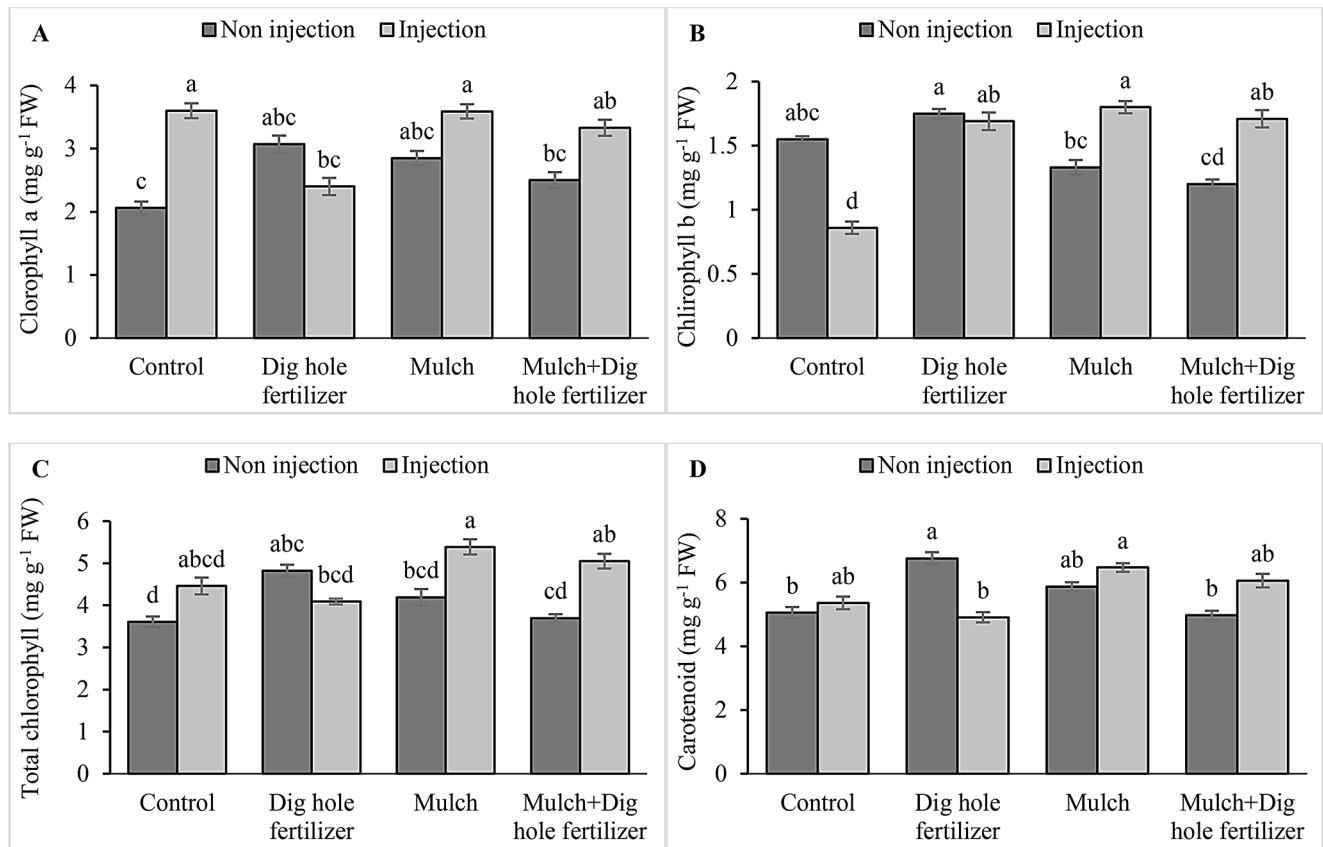 A
Non injection
Injection
Clorophyll a (mg g-1 FW)
4
3
2
1
0
c
a
abc
bc
abc
a
bc
ab
Control
Dig hole
fertilizer
Mulch
Mulch+Dig
hole fertilizer
B
Non injection
Injection
Chlirophyll b (mg g-1 FW)
2
1.5
1
0.5
0
abc
d
a
ab
bc
a
cd
ab
Control
Dig hole
fertilizer
Mulch
Mulch+Dig
hole fertilizer
C
Non injection
Injection
Total chlorophyll (mg g-1 FW)
6
5
4
3
2
1
0
d
abcd
abc
bcd
bcd
a
cd
ab
Control
Dig hole
fertilizer
Mulch
Mulch+Dig
hole fertilizer
D
Non injection
Injection
Carotenoid (mg g-1 FW)
8
6
4
2
0
b
ab
a
b
ab
a
b
ab
Control
Dig hole
fertilizer
Mulch
Mulch+Dig
hole fertilizer